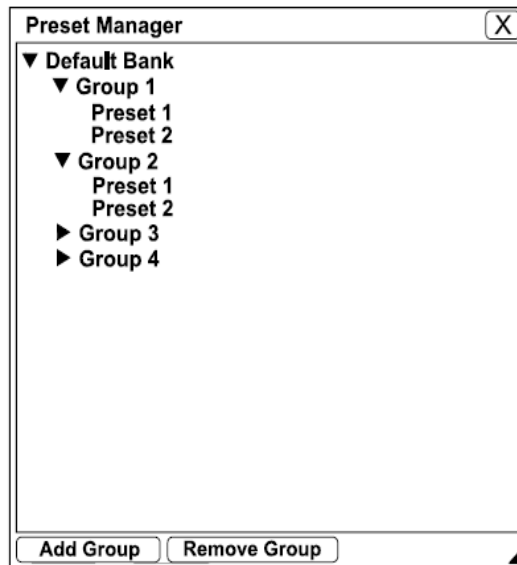 Preset Manager X
Default Bank
Group 1
Preset 1
Preset 2
Group 2
Preset 1
Preset 2
Group 3
Group 4
Add Group Remove Group